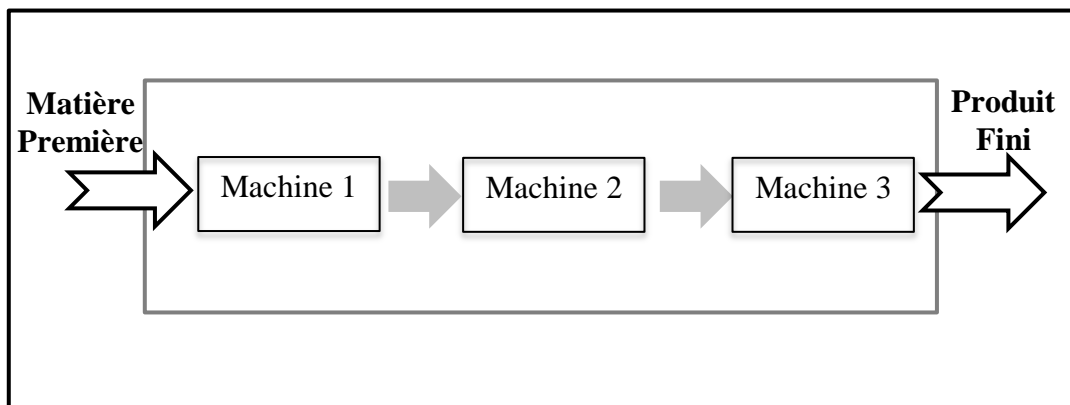 Matière
Première
Machine 1
Machine 2
Machine 3
Produit
Fini